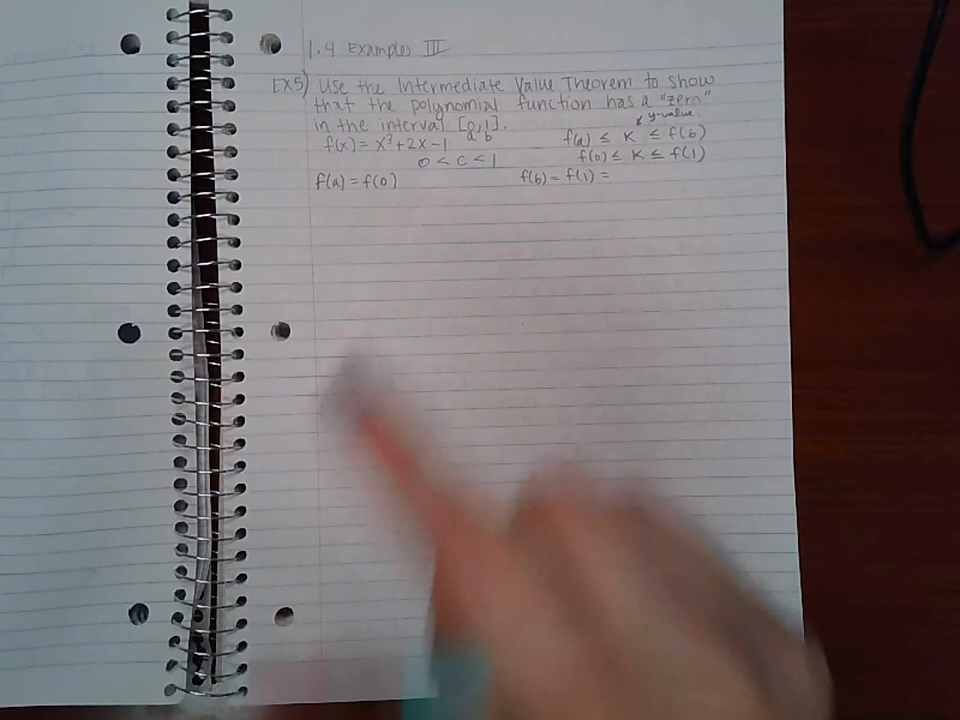 1.4 Examples III
EX5) Use the Intermediate Value Theorem to show
that the polynomial function has a "zero"
in the interval [0,1].
a b
y-value
f(x) = x³+2x-1
f(a) ≤ K ≤ f(b)
0 < c < 1
f(0) ≤ K ≤ f(1)
f(a) = f(0)
f(b) = f(1) =